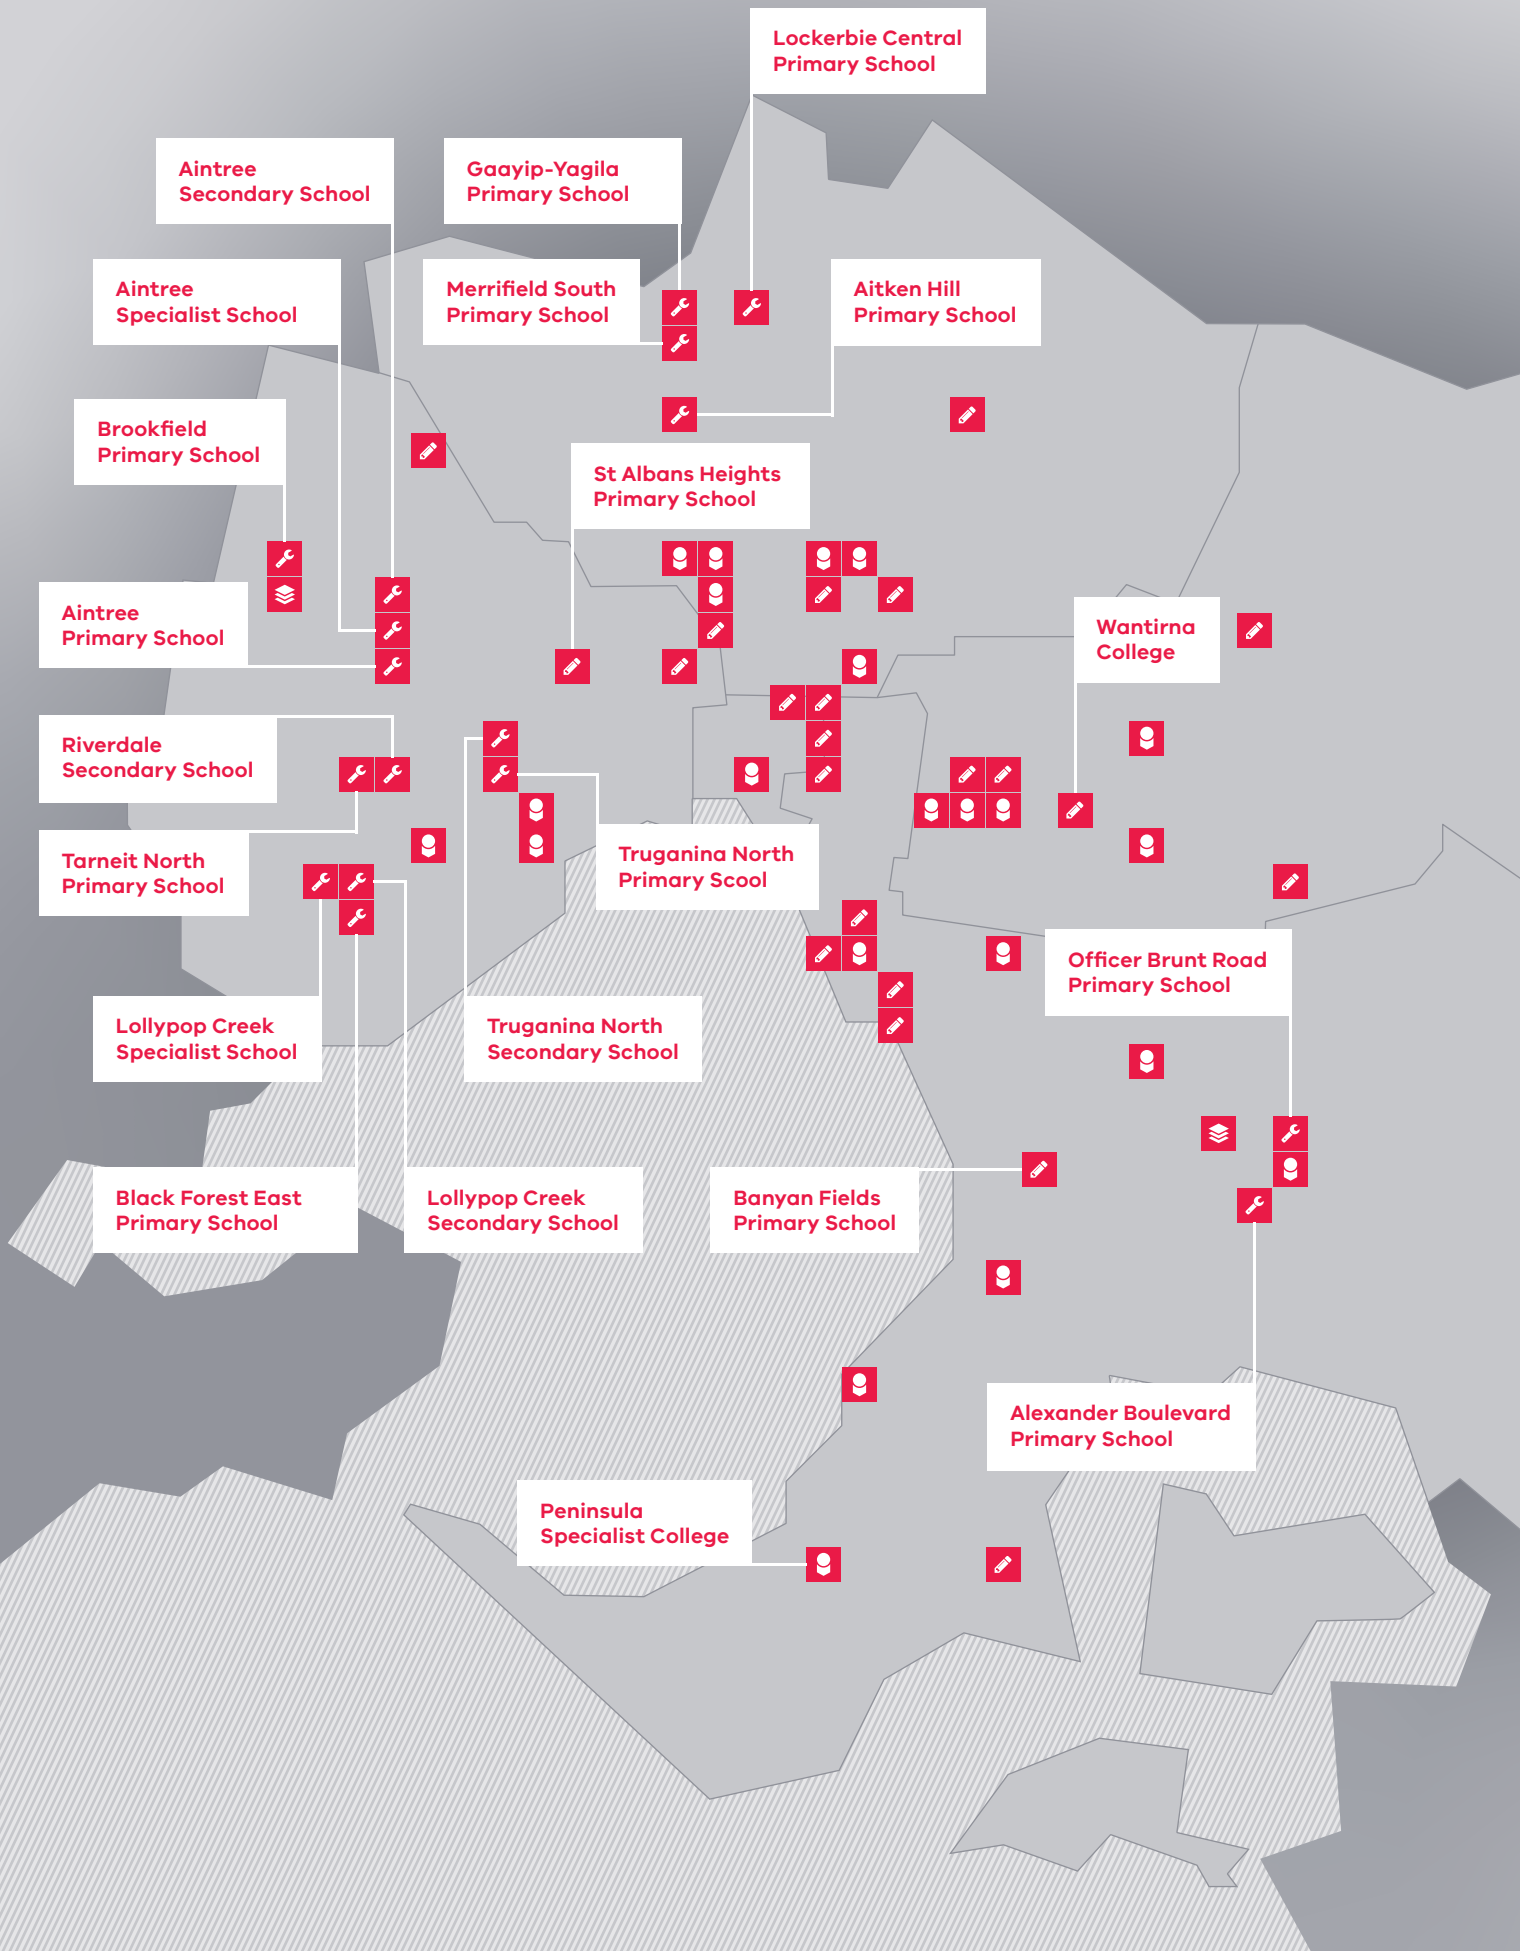 Lockerbie Central
Primary School
Aintree
Secondary School
Gaayip-Yagila
Primary School
Aintree
Specialist School
Merrifield South
Primary School
Aitken Hill
Primary School
Brookfield
Primary School
St Albans Heights
Primary School
Aintree
Primary School
Wantirna
College
Riverdale
Secondary School
Tarneit North
Primary School
Truganina North
Primary Scool
Officer Brunt Road
Primary School
Lollypop Creek
Specialist School
Truganina North
Secondary School
Black Forest East
Primary School
Lollypop Creek
Secondary School
Banyan Fields
Primary School
Alexander Boulevard
Primary School
Peninsula
Specialist College